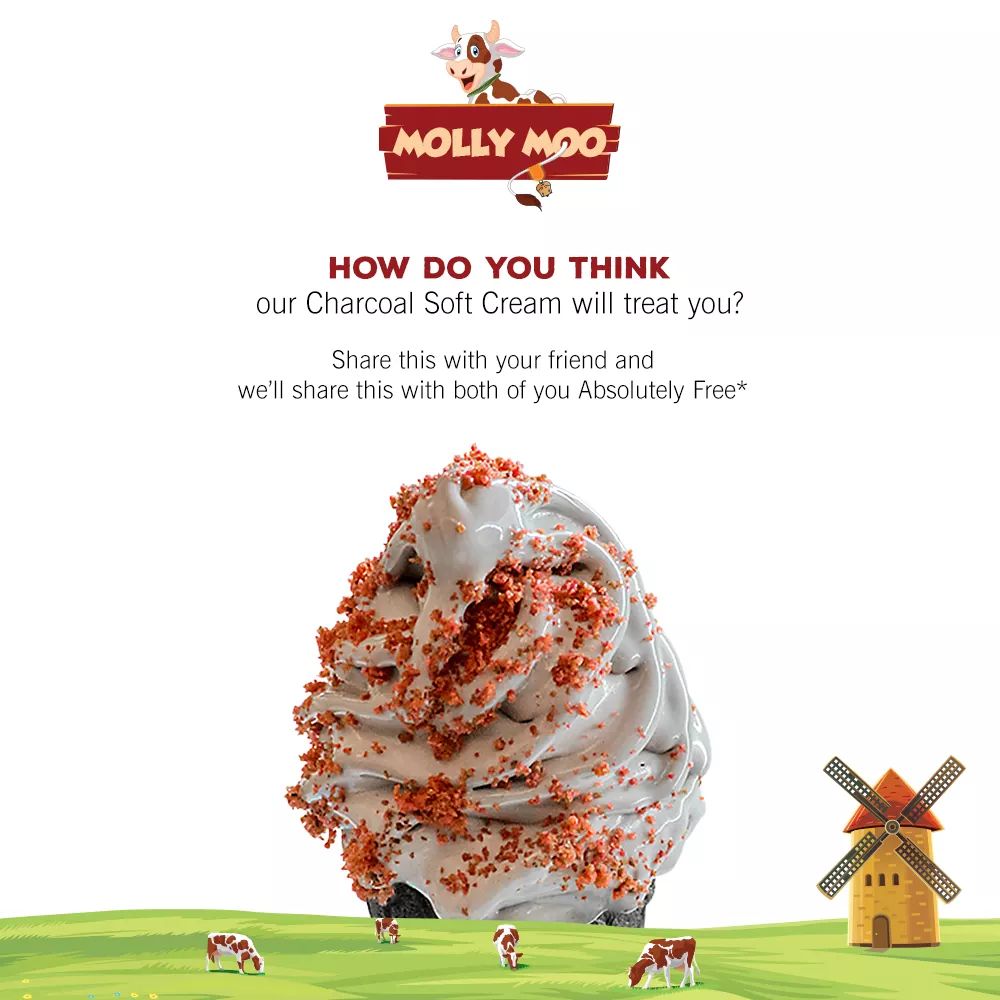 MOLLY MOO
HOW DO YOU THINK
our Charcoal Soft Cream will treat you?
Share this with your friend and
we'll share this with both of you Absolutely Free*